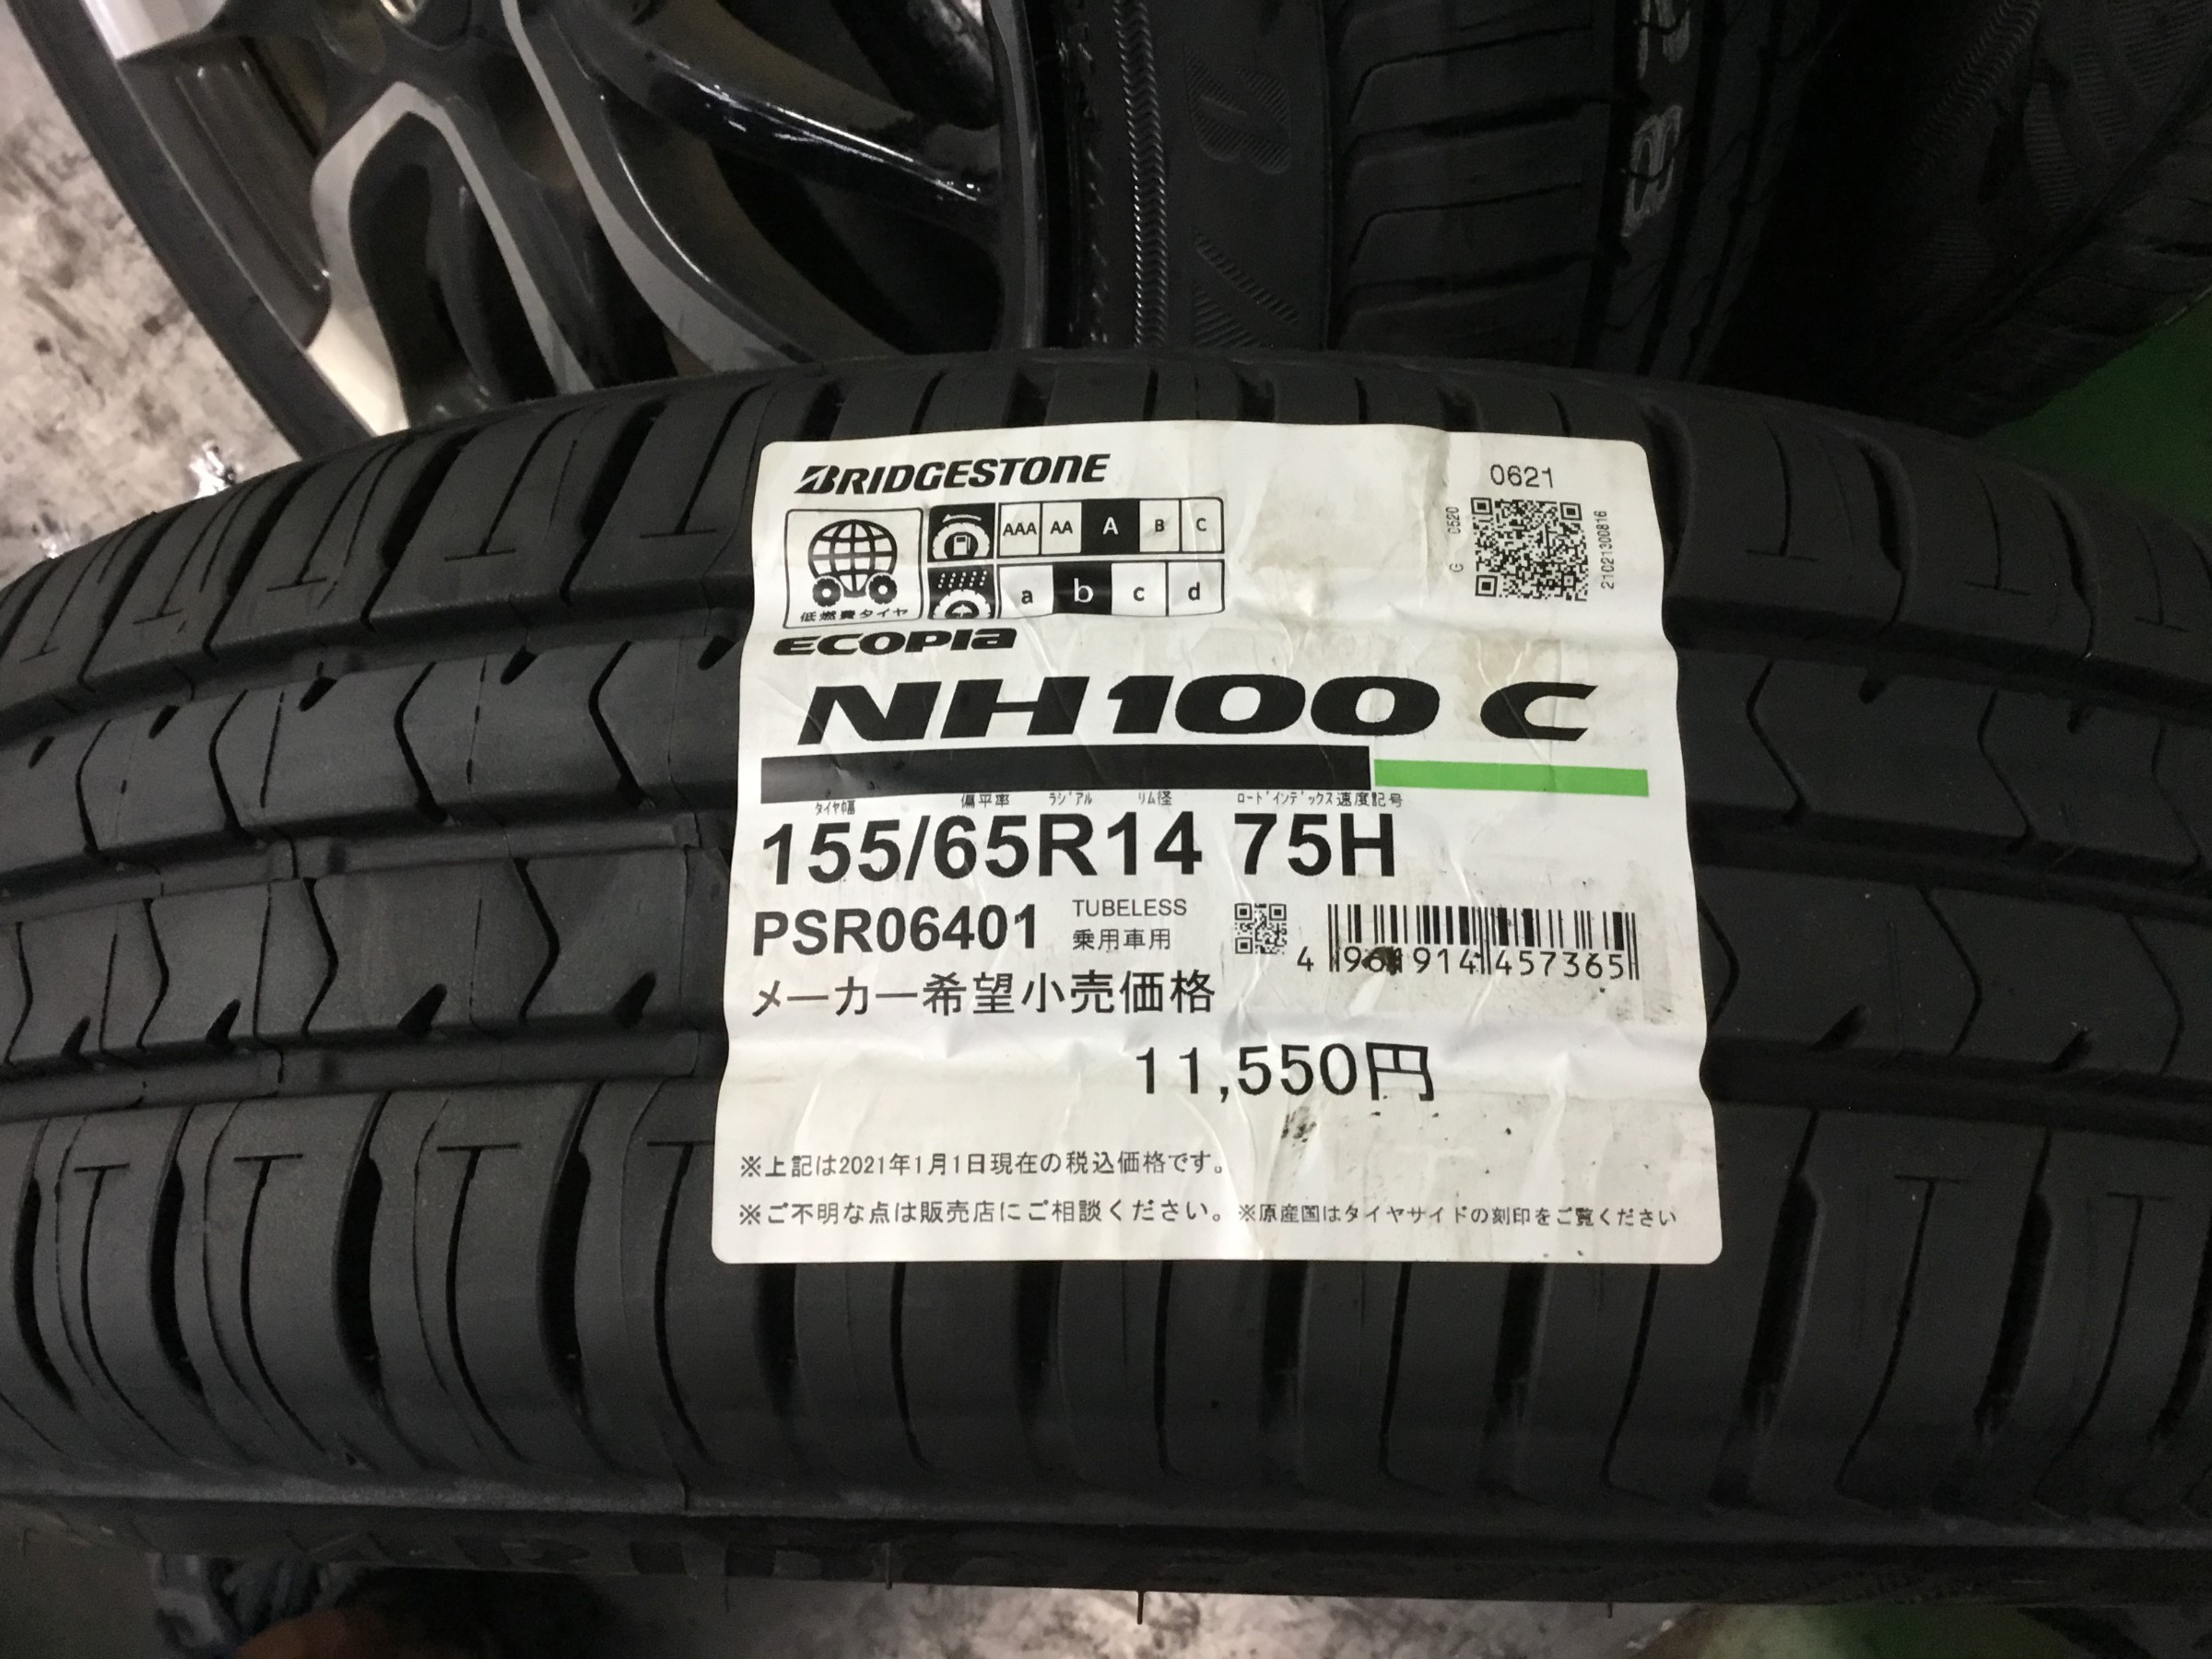 BRIDGESTONE
0621
AAA AA A B C
G 0520
2102130081​6
a b c d
低燃費タイヤ
ECOPIA
NH100 C
タイヤ幅 偏平率 ラジアル リム径 ロードインデックス 速度記号
155/65R14 75H
PSR06401 TUBELESS
乗用車用
4 961914 457365
メーカー希望小売価格
11,550円
※上記は2021年1月1日現在の税込価格です。
※ご不明な点は販売店にご相談ください。※原産国はタイヤサイドの刻印をご覧ください